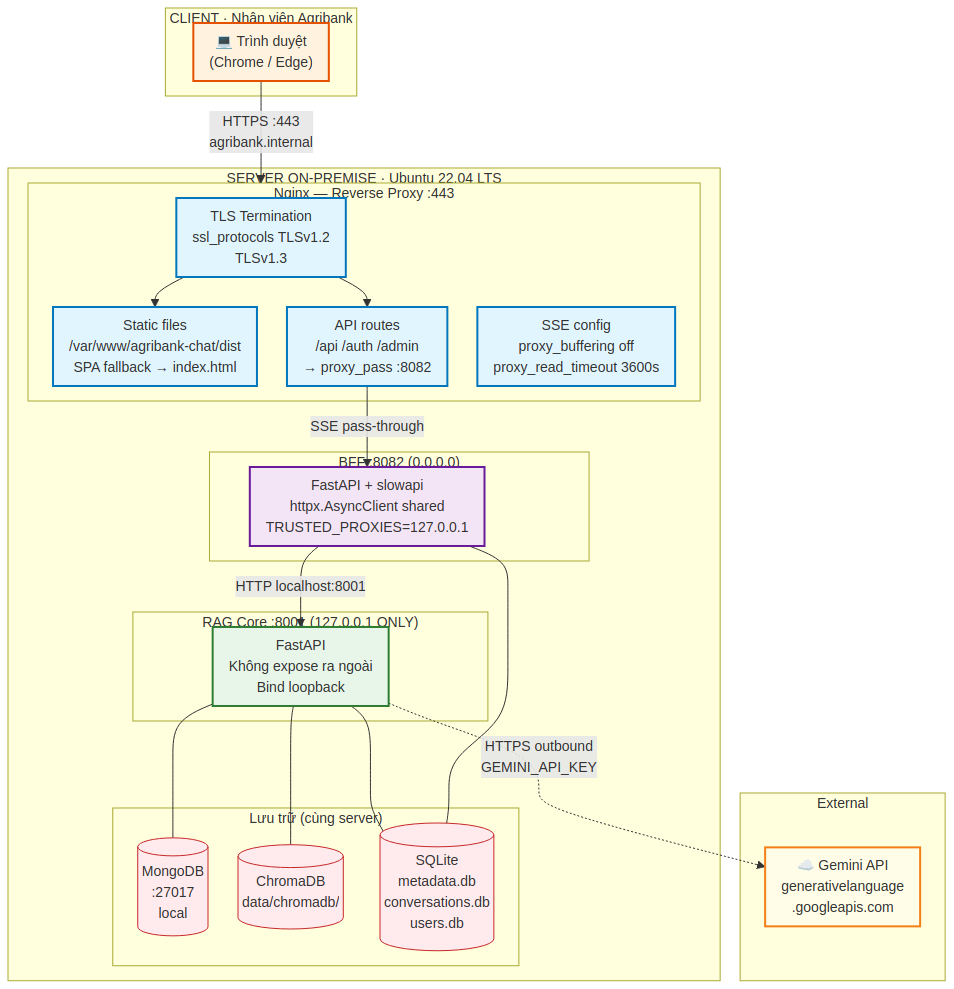 CLIENT · Nhân viên Agribank
💻 Trình duyệt
(Chrome / Edge)
HTTPS :443
agribank.internal
SERVER ON-PREMISE · Ubuntu 22.04 LTS
Nginx — Reverse Proxy :443
TLS Termination
ssl_protocols TLSv1.2
TLSv1.3
Static files
/var/www/agribank-chat/dist
SPA fallback → index.html
API routes
/api /auth /admin
→ proxy_pass :8082
SSE config
proxy_buffering off
proxy_read_timeout 3600s
SSE pass-through
BFF :8082 (0.0.0.0)
FastAPI + slowapi
httpx.AsyncClient shared
TRUSTED_PROXIES=127.0.0.1
HTTP localhost:8001
RAG Core :8001 (127.0.0.1 ONLY)
FastAPI
Không expose ra ngoài
Bind loopback
HTTPS outbound
GEMINI_API_KEY
Lưu trữ (cùng server)
MongoDB
:27017
local
ChromaDB
data/chromadb/
SQLite
metadata.db
conversations.db
users.db
External
☁️ Gemini API
generativelanguage
.googleapis.com